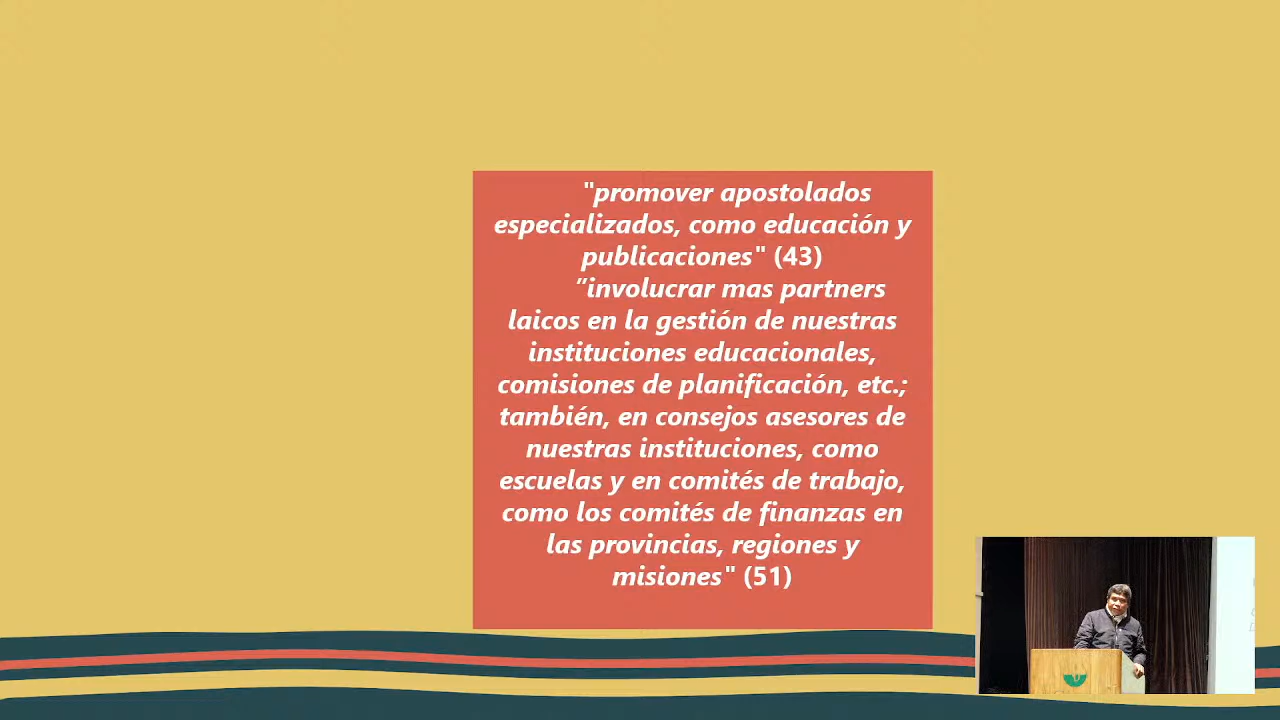 "promover apostolados
especializados, como educación y
publicaciones" (43)
"involucrar mas partners
laicos en la gestión de nuestras
instituciones educacionales,
comisiones de planificación, etc.;
también, en consejos asesores de
nuestras instituciones, como
escuelas y en comités de trabajo,
como los comités de finanzas en
las provincias, regiones y
misiones" (51)